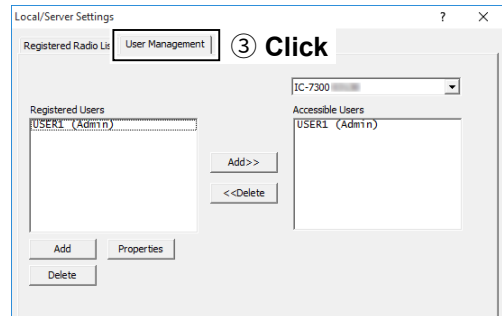 Local/Server Settings ? ×
Registered Radio Lis User Management ③ Click
IC-7300
Registered Users Accessible Users
USER1 (Admin) USER1 (Admin)
Add>>
<<Delete
Add Properties
Delete